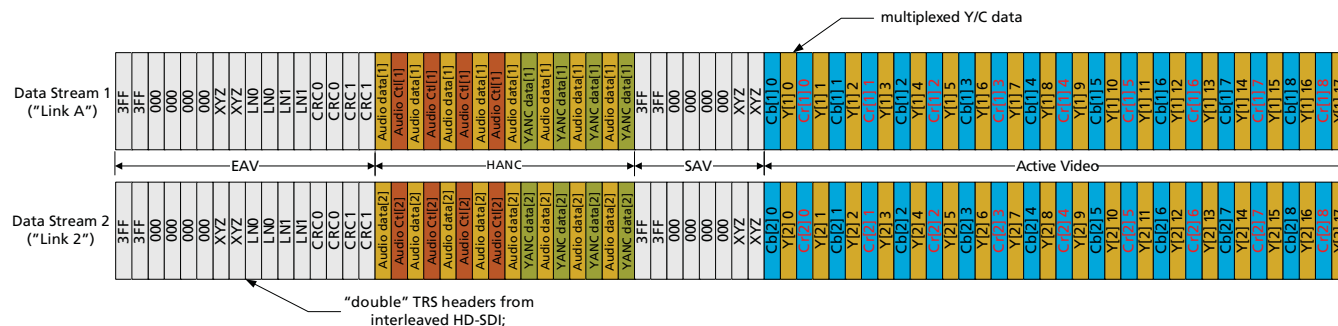 multiplexed Y/C data
Data Stream 1
("Link A")
3FF
3FF
000
000
000
000
XYZ
XYZ
LN0
LN0
LN1
LN1
CRC0
CRC0
CRC1
CRC1
Audio data[1]
Audio Ctl[1]
Audio data[1]
Audio Ctl[1]
Audio data[1]
Audio Ctl[1]
Audio data[1]
Audio Ctl[1]
Audio data[1]
YANC data[1]
Audio data[1]
YANC data[1]
Audio data[1]
YANC data[1]
Audio data[1]
YANC data[1]
3FF
3FF
000
000
000
000
XYZ
XYZ
Cb[1] 0
Y[1] 0
Cr[1] 0
Y[1] 1
Cb[1] 1
Y[1] 2
Cr[1] 1
Y[1] 3
Cb[1] 2
Y[1] 4
Cr[1] 2
Y[1] 5
Cb[1] 3
Y[1] 6
Cr[1] 3
Y[1] 7
Cb[1] 4
Y[1] 8
Cr[1] 4
Y[1] 9
Cb[1] 5
Y[1] 10
Cr[1] 5
Y[1] 11
Cb[1] 6
Y[1] 12
Cr[1] 6
Y[1] 13
Cb[1] 7
Y[1] 14
Cr[1] 7
Y[1] 15
Cb[1] 8
Y[1] 16
Cr[1] 8
Y[1] 17
EAV
HANC
SAV
Active Video
Data Stream 2
("Link 2")
3FF
3FF
000
000
000
000
XYZ
XYZ
LN0
LN0
LN1
LN1
CRC0
CRC0
CRC1
CRC1
Audio data[2]
Audio Ctl[2]
Audio data[2]
Audio Ctl[2]
Audio data[2]
Audio Ctl[2]
Audio data[2]
Audio Ctl[2]
Audio data[2]
YANC data[2]
Audio data[2]
YANC data[2]
Audio data[2]
YANC data[2]
Audio data[2]
YANC data[2]
3FF
3FF
000
000
000
000
XYZ
XYZ
Cb[2] 0
Y[2] 0
Cr[2] 0
Y[2] 1
Cb[2] 1
Y[2] 2
Cr[2] 1
Y[2] 3
Cb[2] 2
Y[2] 4
Cr[2] 2
Y[2] 5
Cb[2] 3
Y[2] 6
Cr[2] 3
Y[2] 7
Cb[2] 4
Y[2] 8
Cr[2] 4
Y[2] 9
Cb[2] 5
Y[2] 10
Cr[2] 5
Y[2] 11
Cb[2] 6
Y[2] 12
Cr[2] 6
Y[2] 13
Cb[2] 7
Y[2] 14
Cr[2] 7
Y[2] 15
Cb[2] 8
Y[2] 16
Cr[2] 8
Y[2] 17
"double" TRS headers from
interleaved HD-SDI;